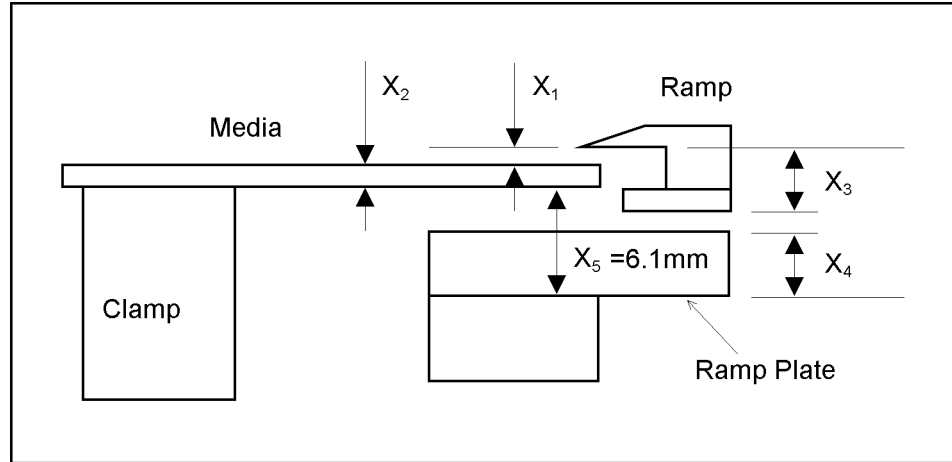 X₂
X₁
Ramp
Media
X₃
X₅ =6.1mm
X₄
Clamp
Ramp Plate